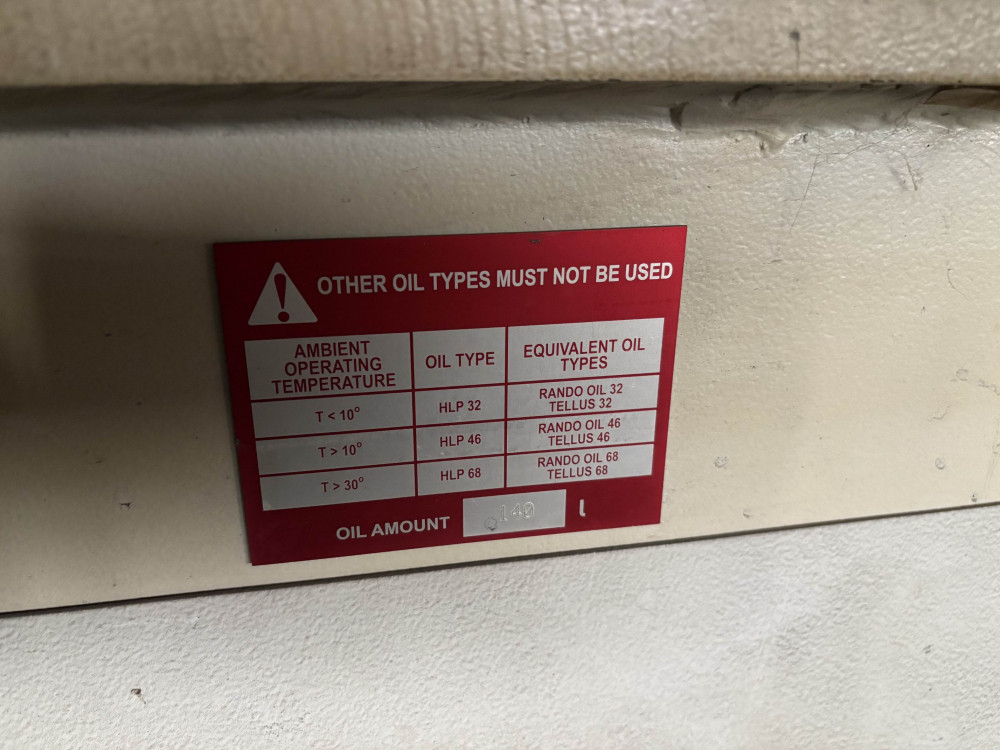 OTHER OIL TYPES MUST NOT BE USED
AMBIENT
OPERATING
TEMPERATURE
OIL TYPE
EQUIVALENT OIL
TYPES
T < 10°
HLP 32
RANDO OIL 32
TELLUS 32
T > 10°
HLP 46
RANDO OIL 46
TELLUS 46
T > 30°
HLP 68
RANDO OIL 68
TELLUS 68
OIL AMOUNT 140 l